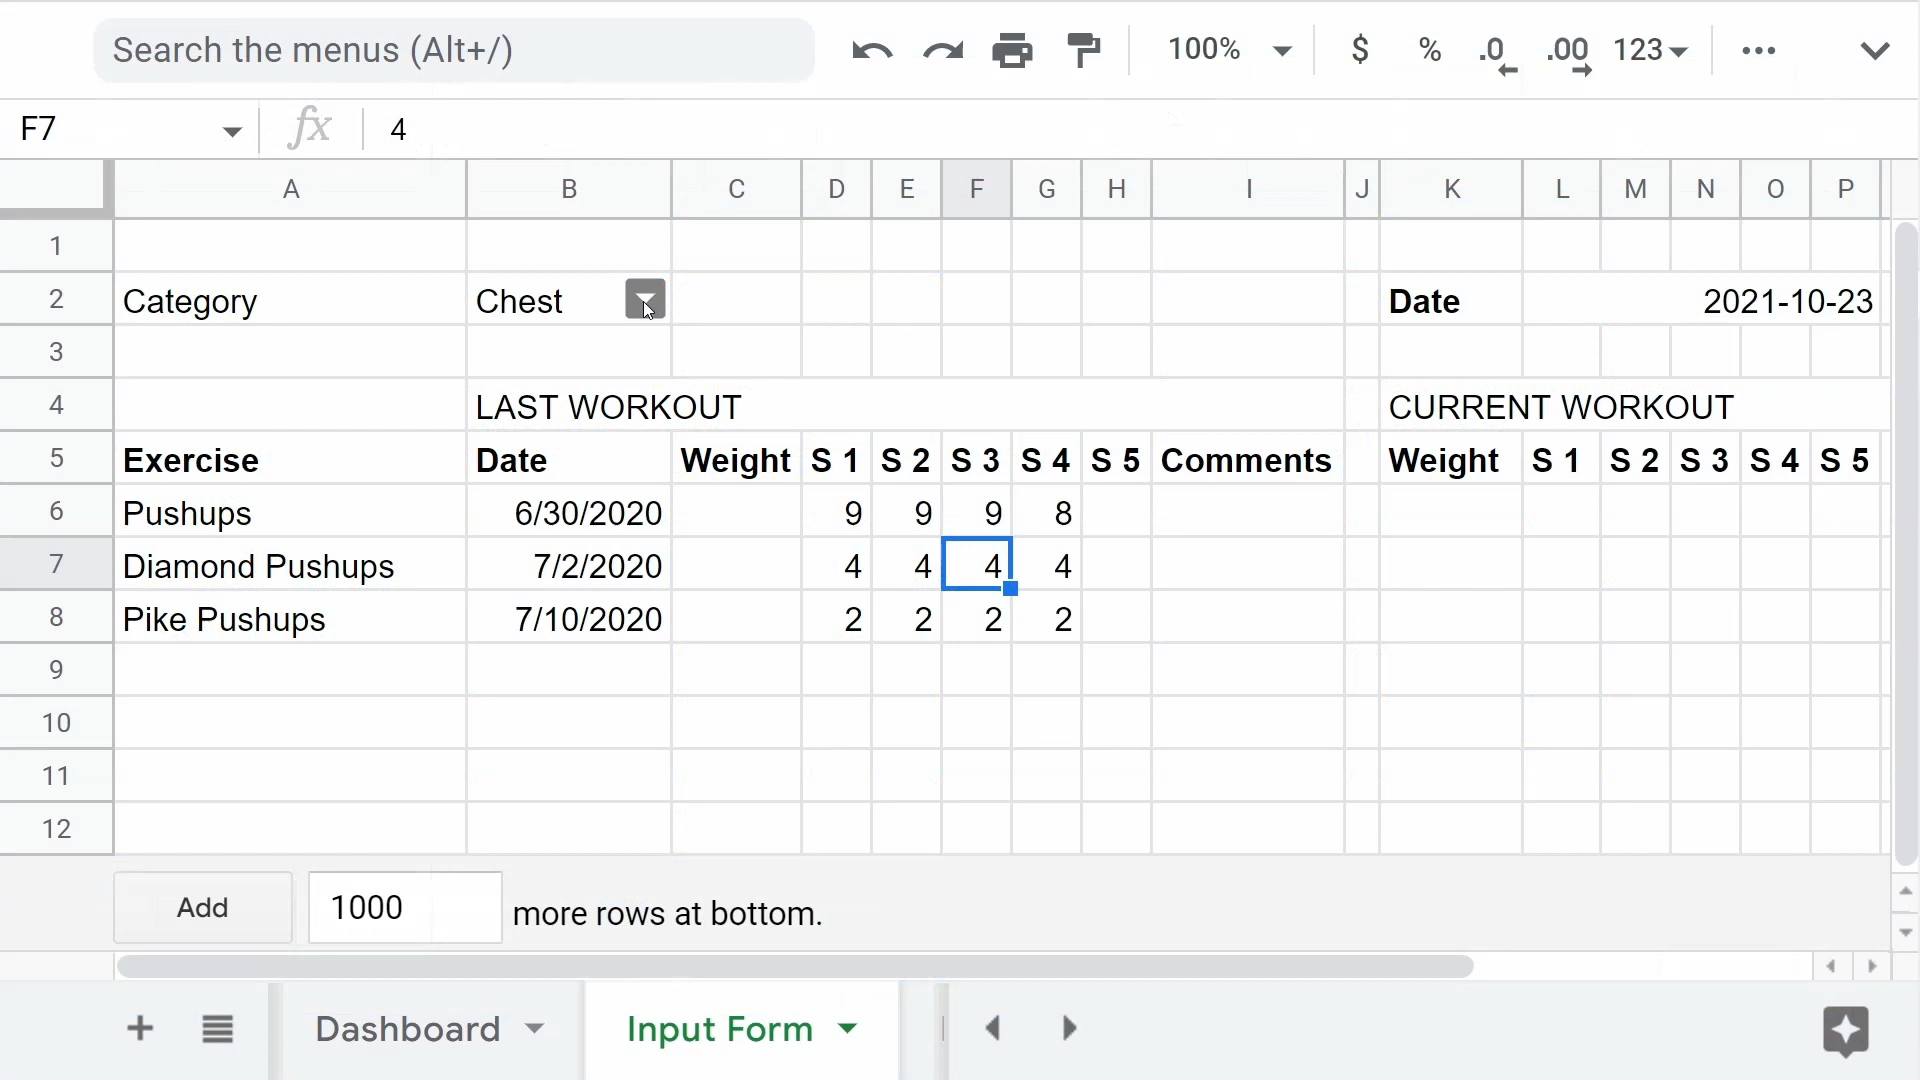 Search the menus (Alt+/) 100% $ % .0 .00 123
F7 fx 4
A B C D E F G H I J K L M N O P
1
2 Category Chest Date 2021-10-23
3
4 LAST WORKOUT CURRENT WORKOUT
5 Exercise Date Weight S 1 S 2 S 3 S 4 S 5 Comments Weight S 1 S 2 S 3 S 4 S 5
6 Pushups 6/30/2020 9 9 9 8
7 Diamond Pushups 7/2/2020 4 4 4 4
8 Pike Pushups 7/10/2020 2 2 2 2
9
10
11
12
Add 1000 more rows at bottom.
Dashboard Input Form